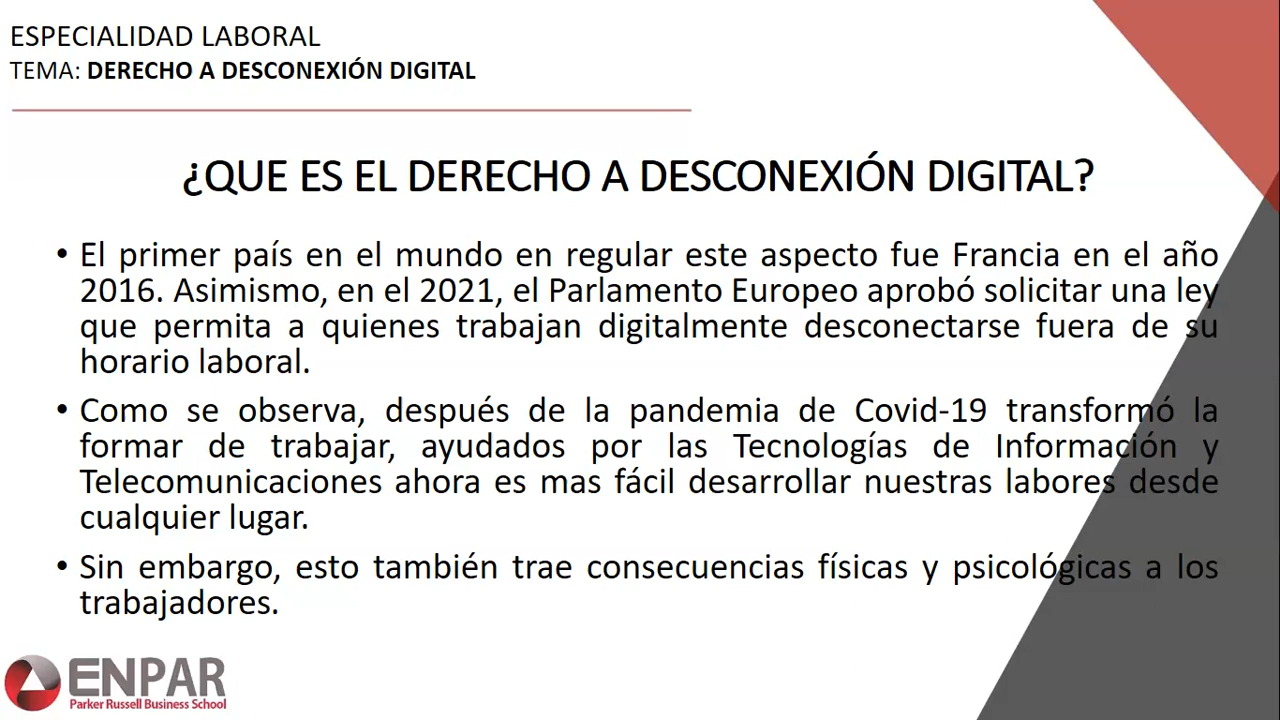 ESPECIALIDAD LABORAL
TEMA: DERECHO A DESCONEXIÓN DIGITAL
¿QUE ES EL DERECHO A DESCONEXIÓN DIGITAL?
• El primer país en el mundo en regular este aspecto fue Francia en el año
2016. Asimismo, en el 2021, el Parlamento Europeo aprobó solicitar una ley
que permita a quienes trabajan digitalmente desconectarse fuera de su
horario laboral.
• Como se observa, después de la pandemia de Covid-19 transformó la
formar de trabajar, ayudados por las Tecnologías de Información y
Telecomunicaciones ahora es mas fácil desarrollar nuestras labores desde
cualquier lugar.
• Sin embargo, esto también trae consecuencias físicas y psicológicas a los
trabajadores.
ENPAR
Parker Russell Business School